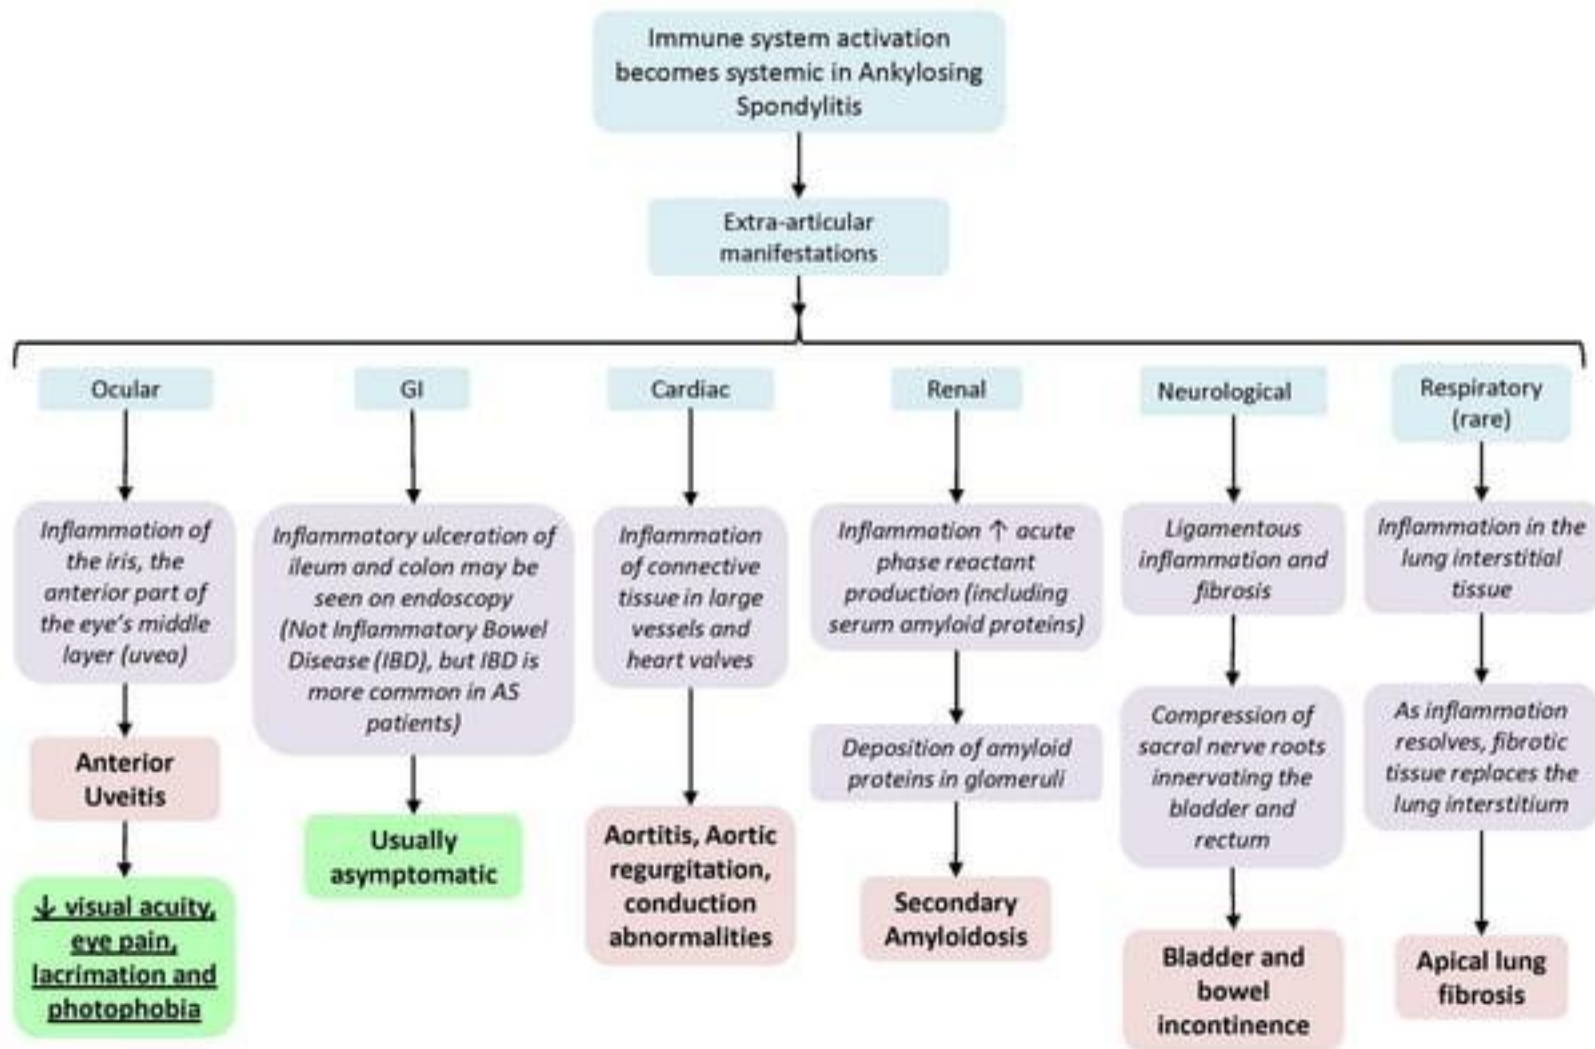 Immune system activation
becomes systemic in Ankylosing
Spondylitis
Extra-articular
manifestations
Ocular
Inflammation of
the iris, the
anterior part of
the eye's middle
layer (uvea)
Anterior
Uveitis
↓ visual acuity,
eye pain,
lacrimation and
photophobia
GI
Inflammatory ulceration of
ileum and colon may be
seen on endoscopy
(Not Inflammatory Bowel
Disease (IBD), but IBD is
more common in AS
patients)
Usually
asymptomatic
Cardiac
Inflammation
of connective
tissue in large
vessels and
heart valves
Aortitis, Aortic
regurgitation,
conduction
abnormalities
Renal
Inflammation ↑ acute
phase reactant
production (including
serum amyloid proteins)
Deposition of amyloid
proteins in glomeruli
Secondary
Amyloidosis
Neurological
Ligamentous
inflammation and
fibrosis
Compression of
sacral nerve roots
innervating the
bladder and
rectum
Bladder and
bowel
incontinence
Respiratory
(rare)
Inflammation in the
lung interstitial
tissue
As inflammation
resolves, fibrotic
tissue replaces the
lung interstitium
Apical lung
fibrosis